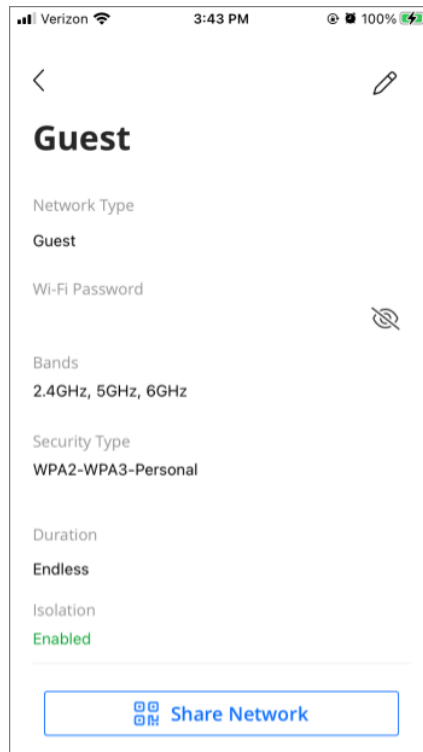 Verizon 3:43 PM 100%
Guest
Network Type
Guest
Wi-Fi Password
Bands
2.4GHz, 5GHz, 6GHz
Security Type
WPA2-WPA3-Personal
Duration
Endless
Isolation
Enabled
Share Network